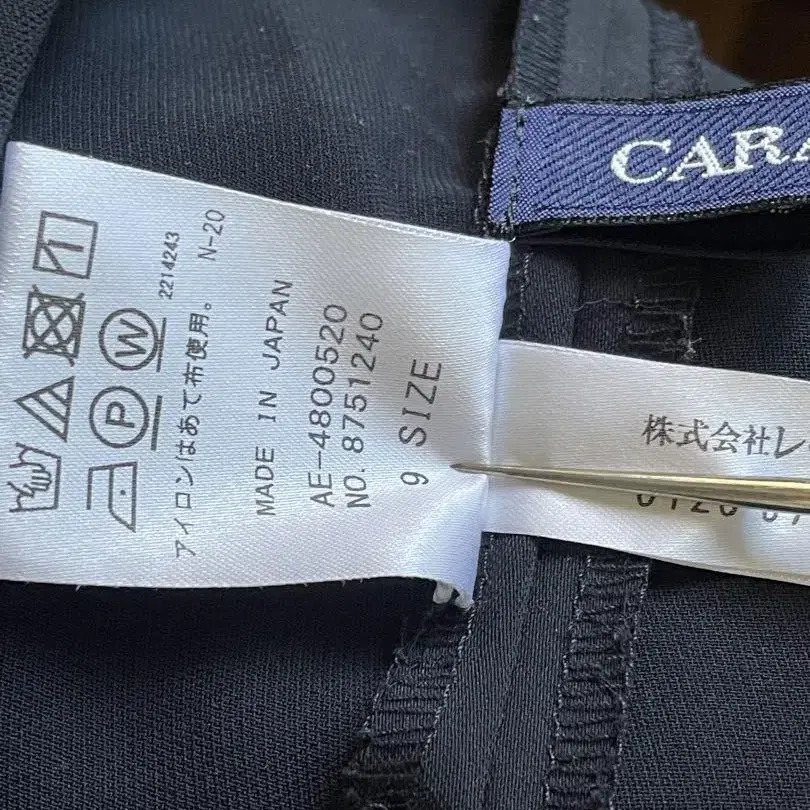 CARA
2214243
N-20
アイロンはあて布使用。
MADE IN JAPAN
AE-4800520
NO. 8751240
9 SIZE
W
P
株式会社レ